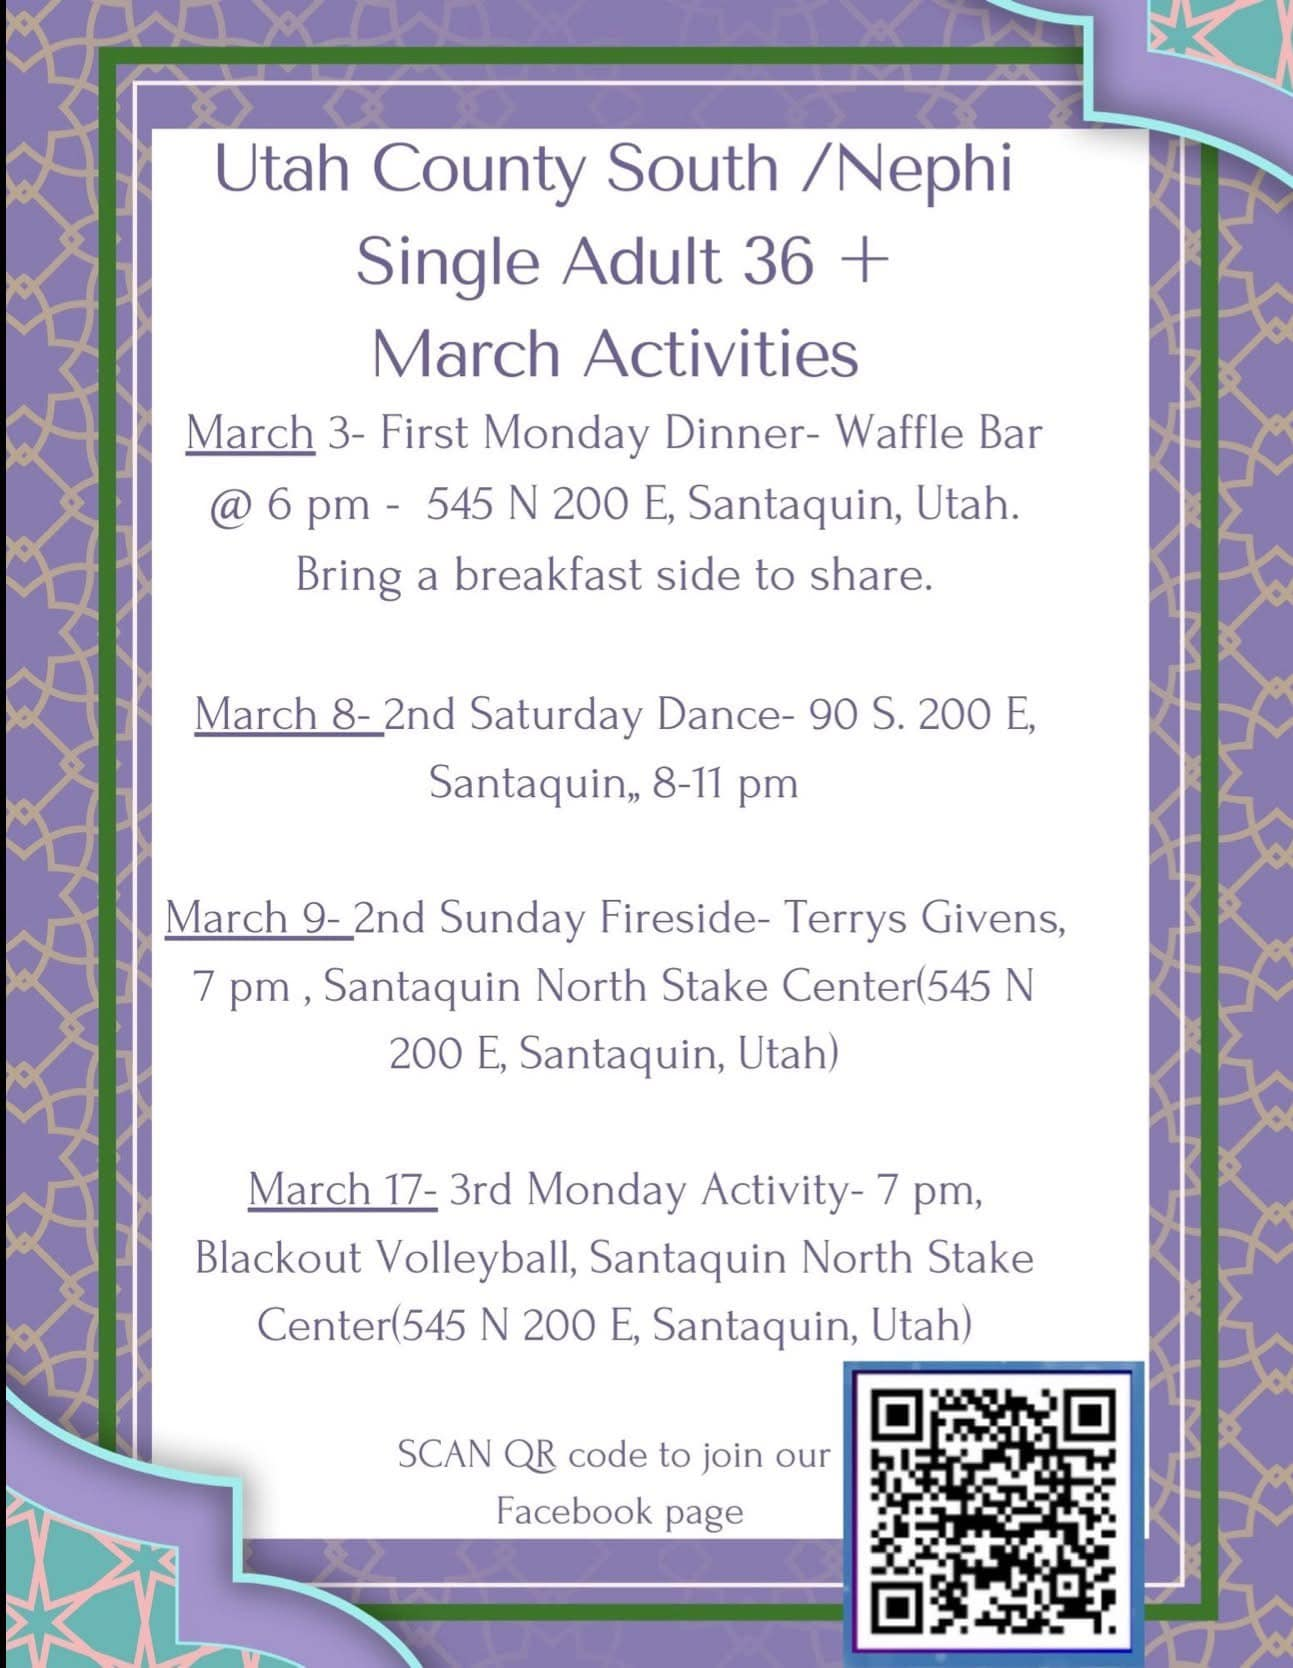 Utah County South /Nephi
Single Adult 36 +
March Activities
March 3- First Monday Dinner- Waffle Bar
@ 6 pm - 545 N 200 E, Santaquin, Utah.
Bring a breakfast side to share.
March 8- 2nd Saturday Dance- 90 S. 200 E,
Santaquin,, 8-11 pm
March 9- 2nd Sunday Fireside- Terrys Givens,
7 pm , Santaquin North Stake Center(545 N
200 E, Santaquin, Utah)
March 17- 3rd Monday Activity- 7 pm,
Blackout Volleyball, Santaquin North Stake
Center(545 N 200 E, Santaquin, Utah)
SCAN QR code to join our
Facebook page